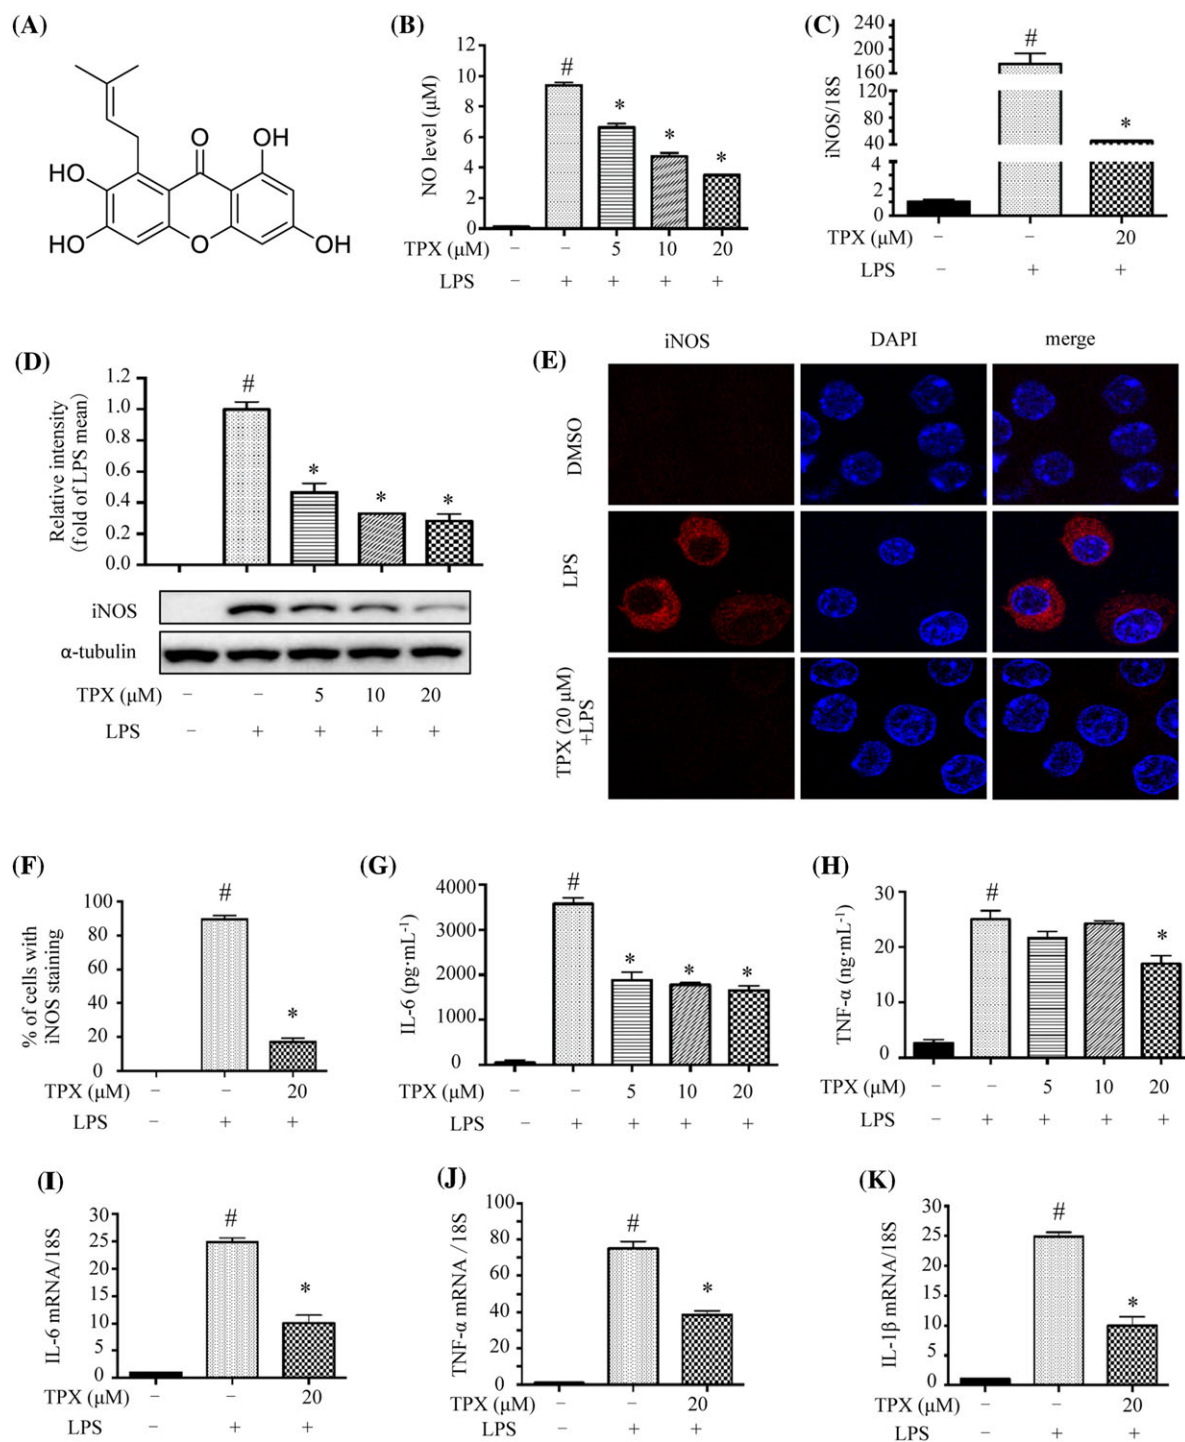 (A)
O
OH
HO
HO
O
OH
(B)
NO level (μM)
12
10
8
6
4
2
0
#
*
*
*
TPX (μM) − − 5 10 20
LPS − + + + +
(C)
iNOS/18S
240
200
160
120
80
40
4
2
0
#
*
TPX (μM) − − 20
LPS − + +
(D)
Relative intensity
(fold of LPS mean)
1.2
1.0
0.8
0.6
0.4
0.2
0.0
#
*
*
*
iNOS
α-tubulin
TPX (μM) − − 5 10 20
LPS − + + + +
(E)
iNOS DAPI merge
DMSO
LPS
TPX (20 μM)
+LPS
(F)
% of cells with
iNOS staining
100
80
60
40
20
0
#
*
TPX (μM) − − 20
LPS − + +
(G)
IL-6 (pg·mL⁻¹)
4000
3000
2000
1000
0
#
*
*
*
TPX (μM) − − 5 10 20
LPS − + + + +
(H)
TNF-α (ng·mL⁻¹)
30
20
10
0
#
*
TPX (μM) − − 5 10 20
LPS − + + + +
(I)
IL-6 mRNA/18S
30
25
20
15
10
5
0
#
*
TPX (μM) − − 20
LPS − + +
(J)
TNF-α mRNA / 18S
100
80
60
40
20
0
#
*
TPX (μM) − − 20
LPS − + +
(K)
IL-1β mRNA/18S
30
25
20
15
10
5
0
#
*
TPX (μM) − − 20
LPS − + +